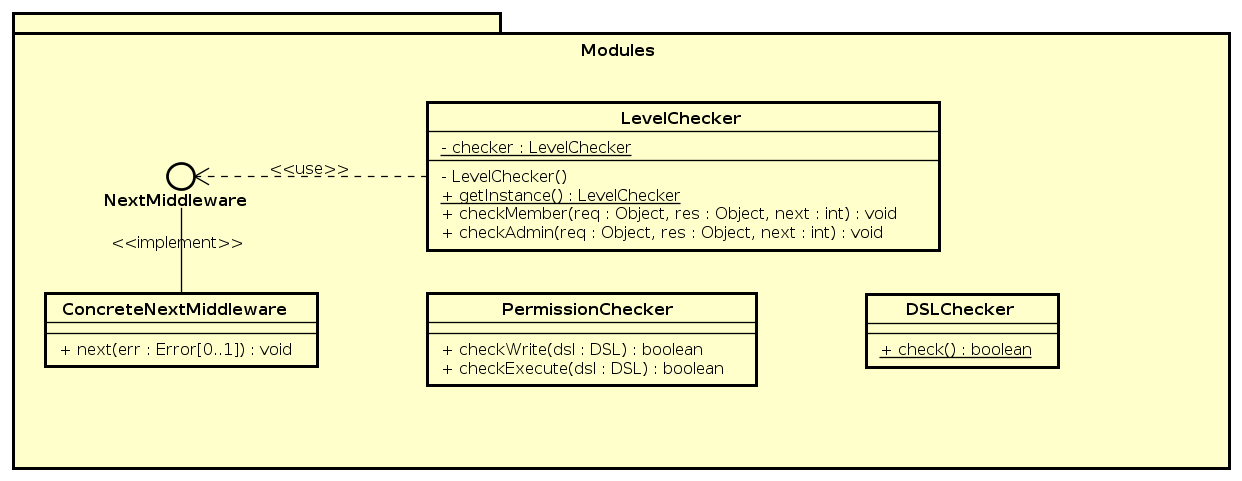 Modules
LevelChecker
- checker : LevelChecker
- LevelChecker()
+ getInstance() : LevelChecker
+ checkMember(req : Object, res : Object, next : int) : void
+ checkAdmin(req : Object, res : Object, next : int) : void
<<use>>
NextMiddleware
<<implement>>
ConcreteNextMiddleware
+ next(err : Error[0..1]) : void
PermissionChecker
+ checkWrite(dsl : DSL) : boolean
+ checkExecute(dsl : DSL) : boolean
DSLChecker
+ check() : boolean